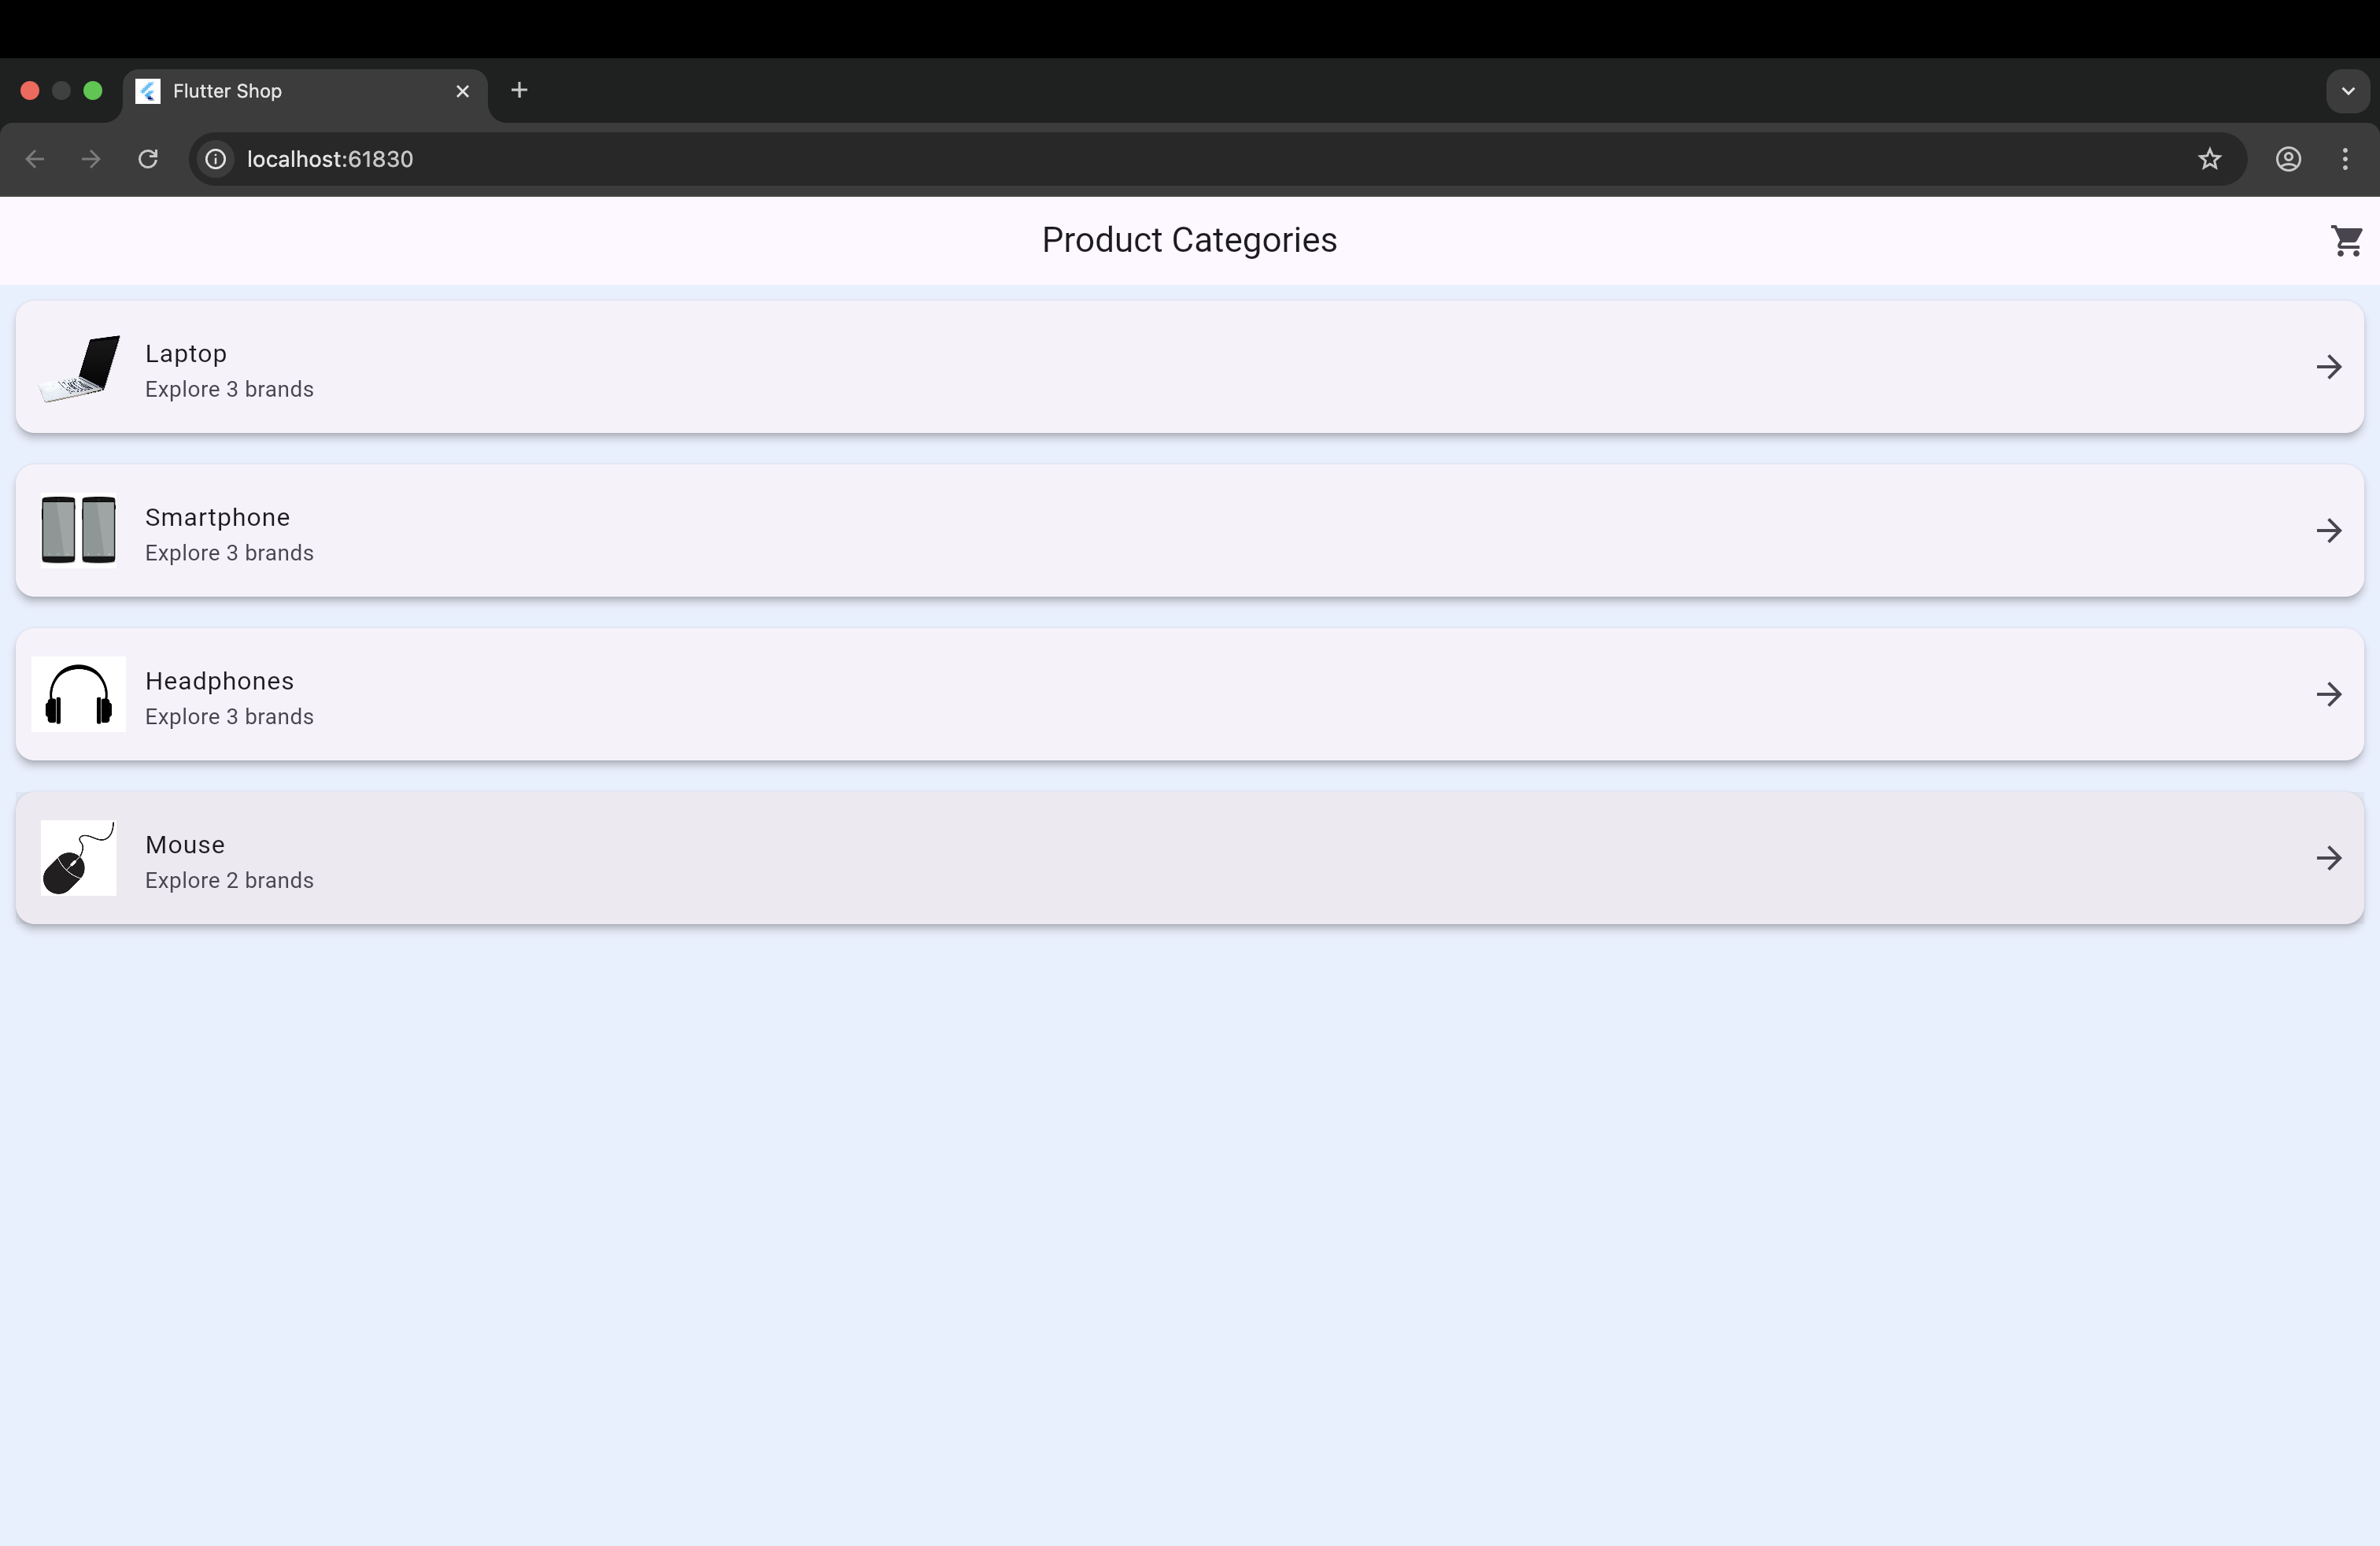 Flutter Shop
localhost:61830
Product Categories
Laptop
Explore 3 brands
Smartphone
Explore 3 brands
Headphones
Explore 3 brands
Mouse
Explore 2 brands